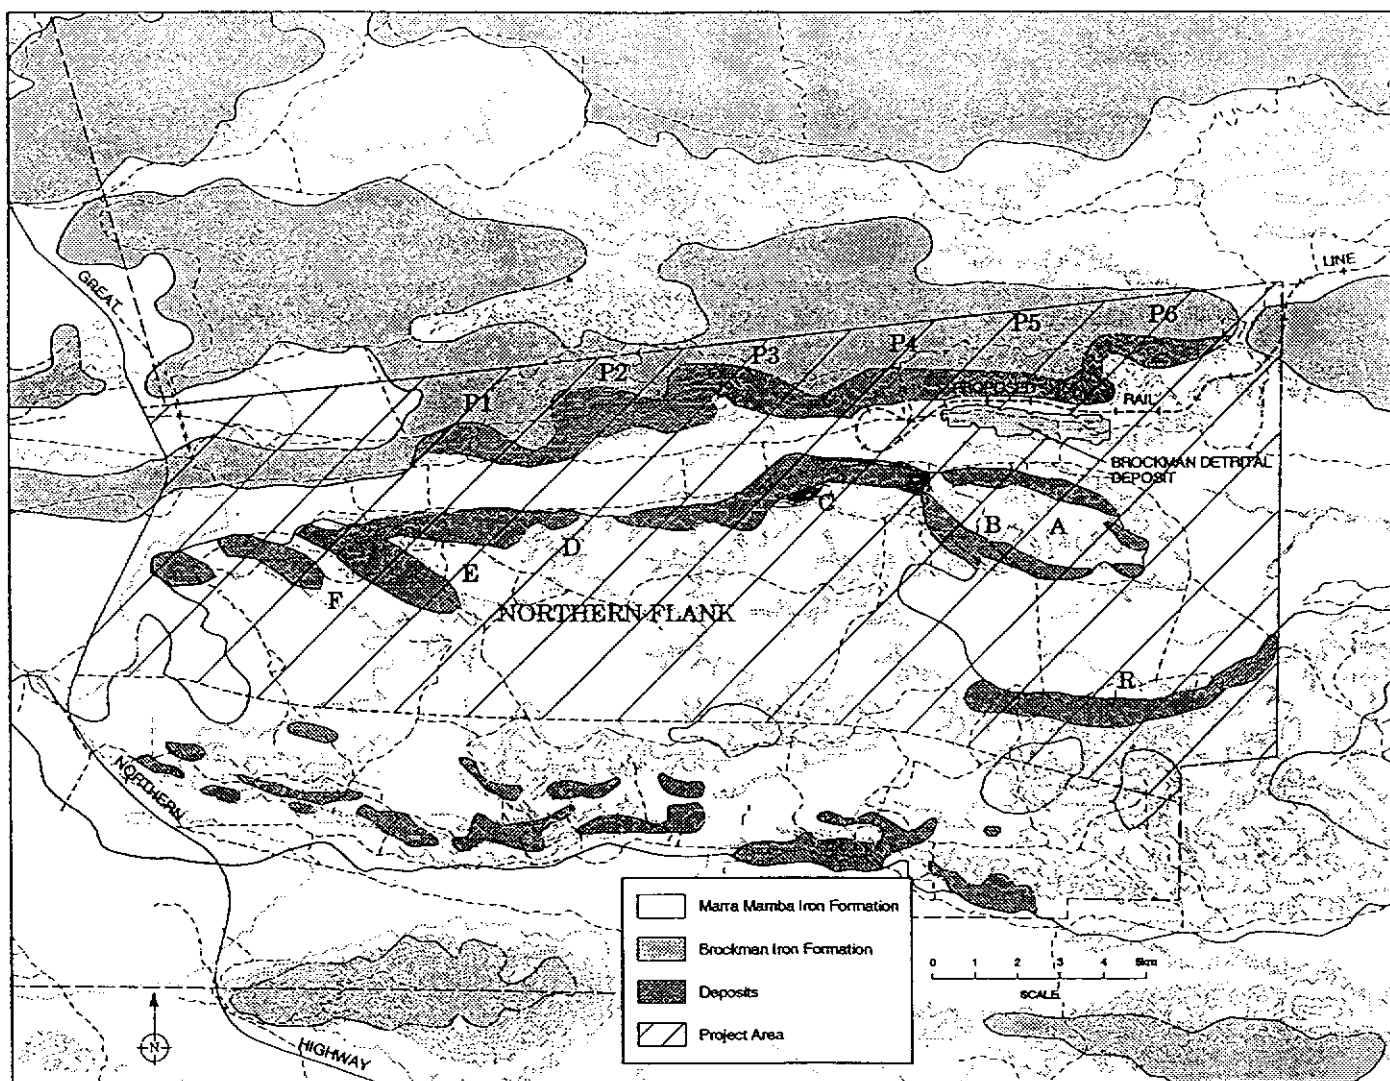 GREAT
LINE
P6
P5
P4
P3
P2
P1
PROPOSED
RAIL
BROCKMAN DETRITAL
DEPOSIT
C
B
A
D
E
F
NORTHERN FLANK
R
NORTHERN
HIGHWAY
Marra Mamba Iron Formation
Brockman Iron Formation
Deposits
Project Area
0 1 2 3 4 5km
SCALE
N